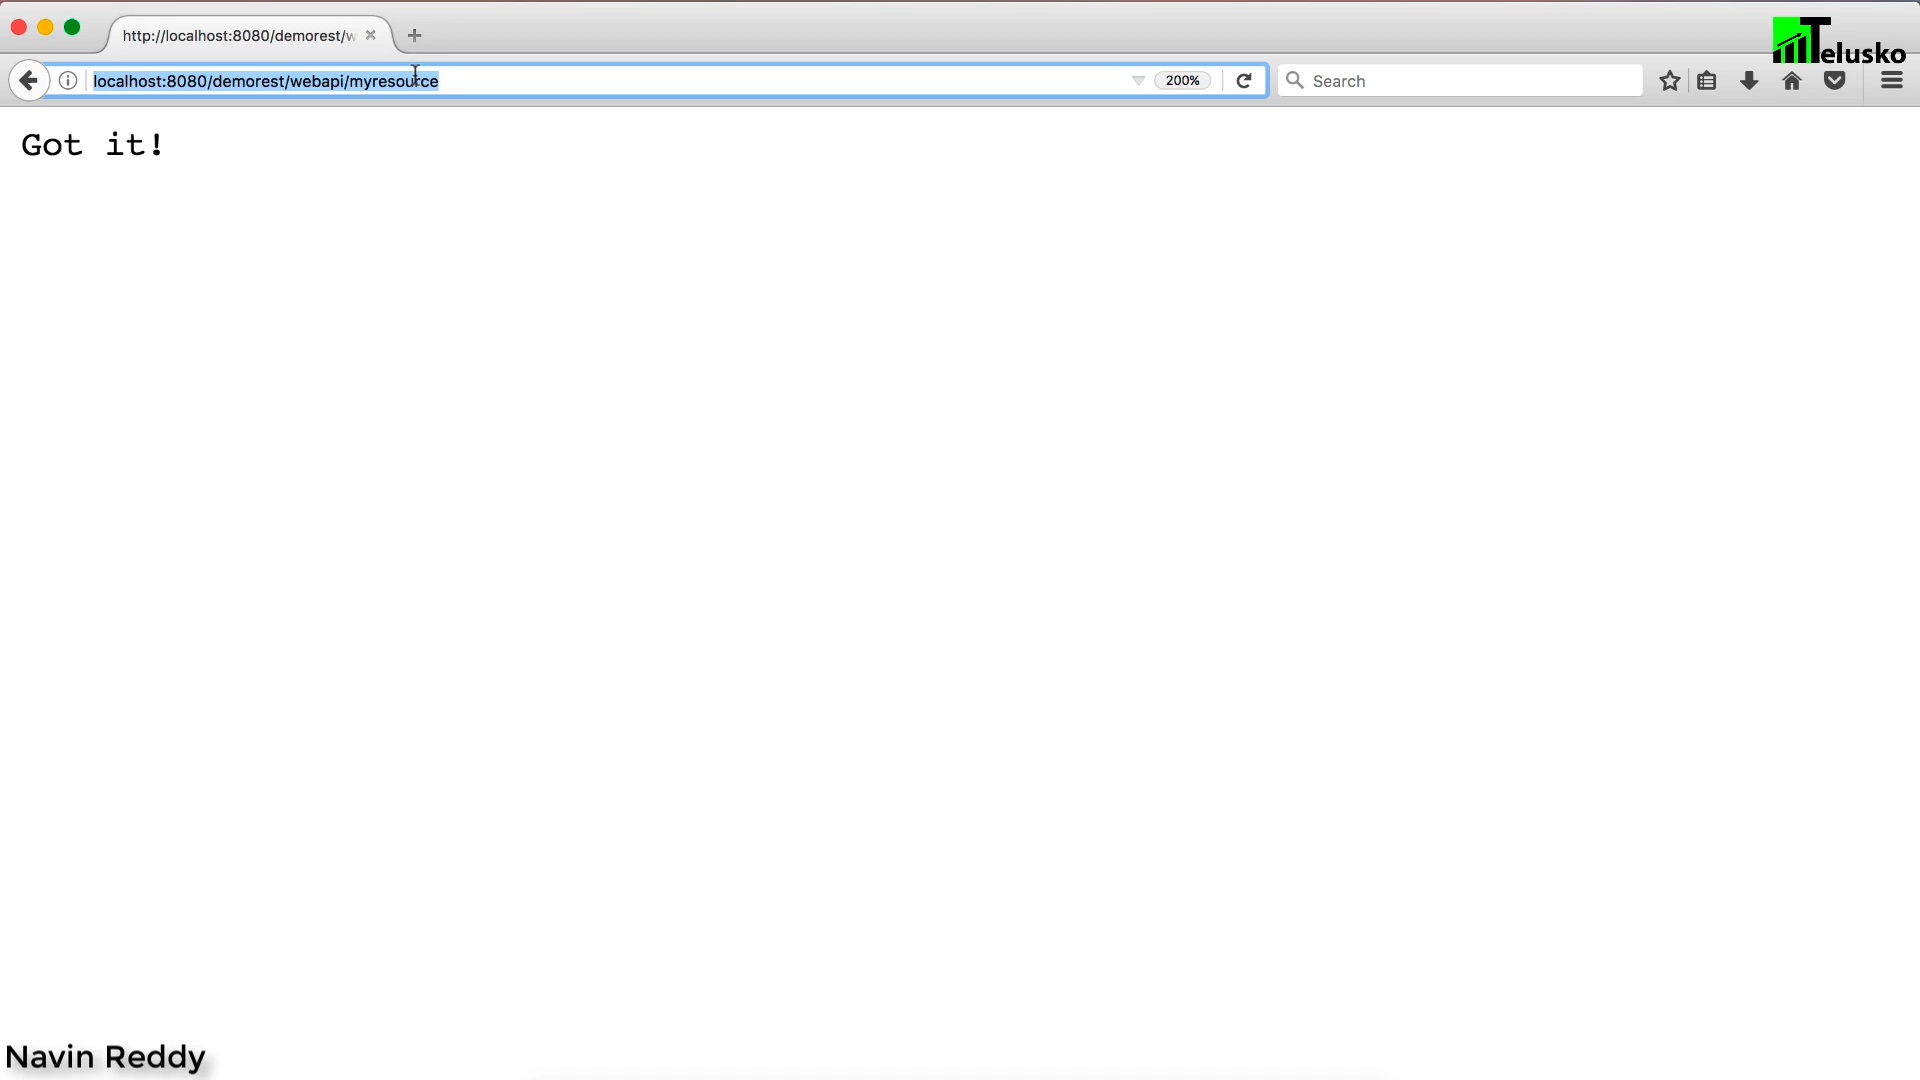 http://localhost:8080/demorest/w
Telusko
localhost:8080/demorest/webapi/myresource
200%
Search
Got it!
Navin Reddy